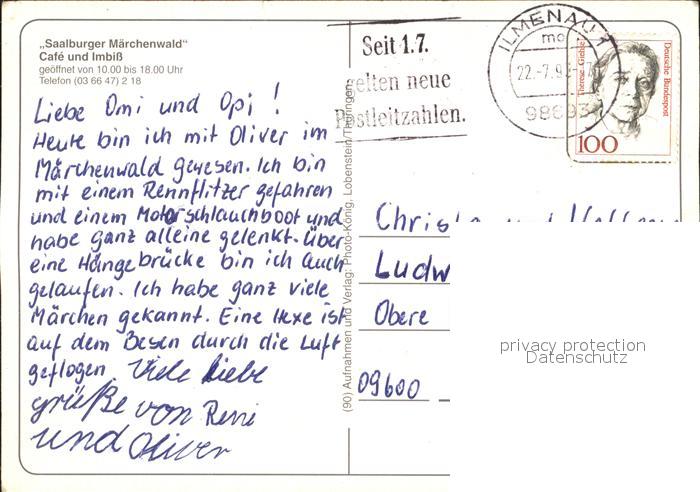 „Saalburger Märchenwald“
Café und Imbiß
geöffnet von 10.00 bis 18.00 Uhr
Telefon (03 66 47) 2 18
Liebe Omi und Opi!
Heute bin ich mit Oliver im
Märchenwald gewesen. Ich bin
mit einem Rennflitzer gefahren
und einem Motorschlauchboot und
habe ganz alleine gelenkt. Über
eine Hängebrücke bin ich auch
gelaufen. Ich habe ganz viele
Märchen gekannt. Eine Hexe ist
auf dem Besen durch die Luft
geflogen. Viele liebe
grüße von René
und Oliver
(90) Aufnahmen und Verlag: Photo-König, Lobenstein/Thüringen
Seit 1.7.
gelten neue
Postleitzahlen.
ILMENAU 1
mc
22.-7.93
98693
Therese Giehse
Deutsche Bundespost
100
Ludw
Obere
09600
privacy protection
Datenschutz